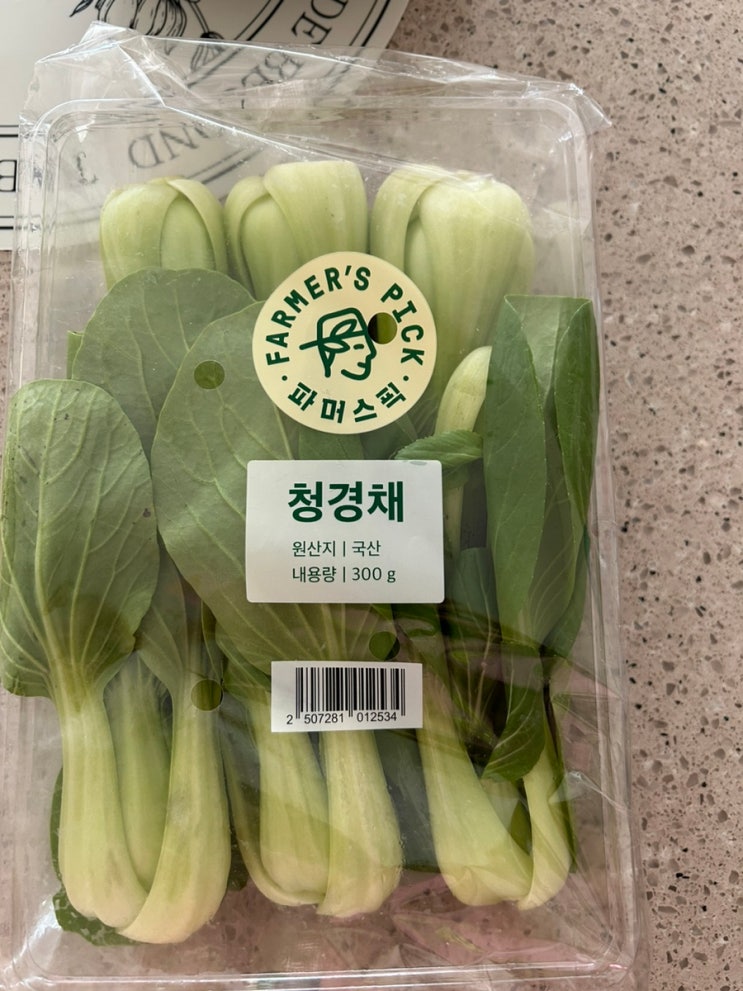 FARMER'S PICK
파머스픽
청경채
원산지 | 국산
내용량 | 300 g
2 507281 012534